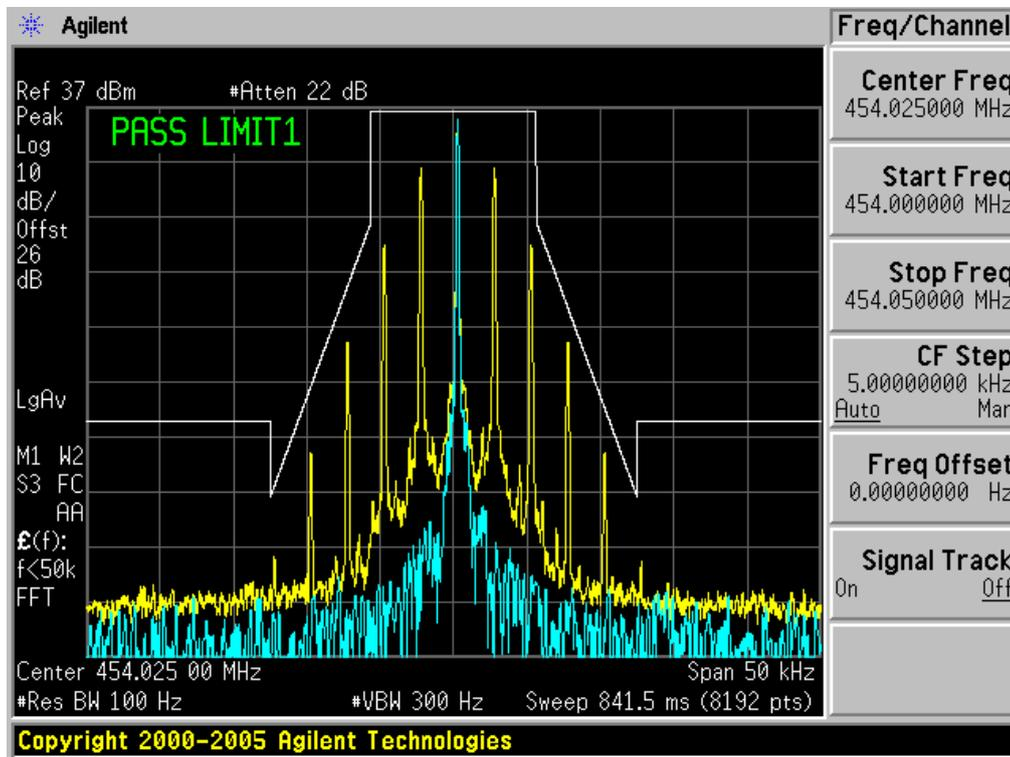 Agilent
Freq/Channel
Ref 37 dBm #Atten 22 dB
Peak
Log
10
dB/
Offst
26
dB
PASS LIMIT1
LgAv
M1 W2
S3 FC
AA
£(f):
f<50k
FFT
Center 454.025 00 MHz Span 50 kHz
#Res BW 100 Hz #VBW 300 Hz Sweep 841.5 ms (8192 pts)
Copyright 2000-2005 Agilent Technologies
Center Freq
454.025000 MHz
Start Freq
454.000000 MHz
Stop Freq
454.050000 MHz
CF Step
5.00000000 kHz
Auto Man
Freq Offset
0.00000000 Hz
Signal Track
On Off